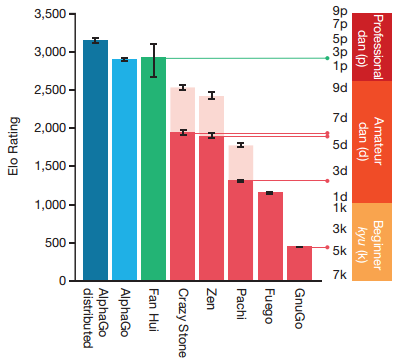 Elo Rating
3,500
3,000
2,500
2,000
1,500
1,000
500
0
AlphaGo
distributed
AlphaGo
Fan Hui
Crazy Stone
Zen
Pachi
Fuego
GnuGo
9p
7p
5p
3p
1p
9d
7d
5d
3d
1d
1k
3k
5k
7k
Professional
dan (p)
Amateur
dan (d)
Beginner
kyu (k)